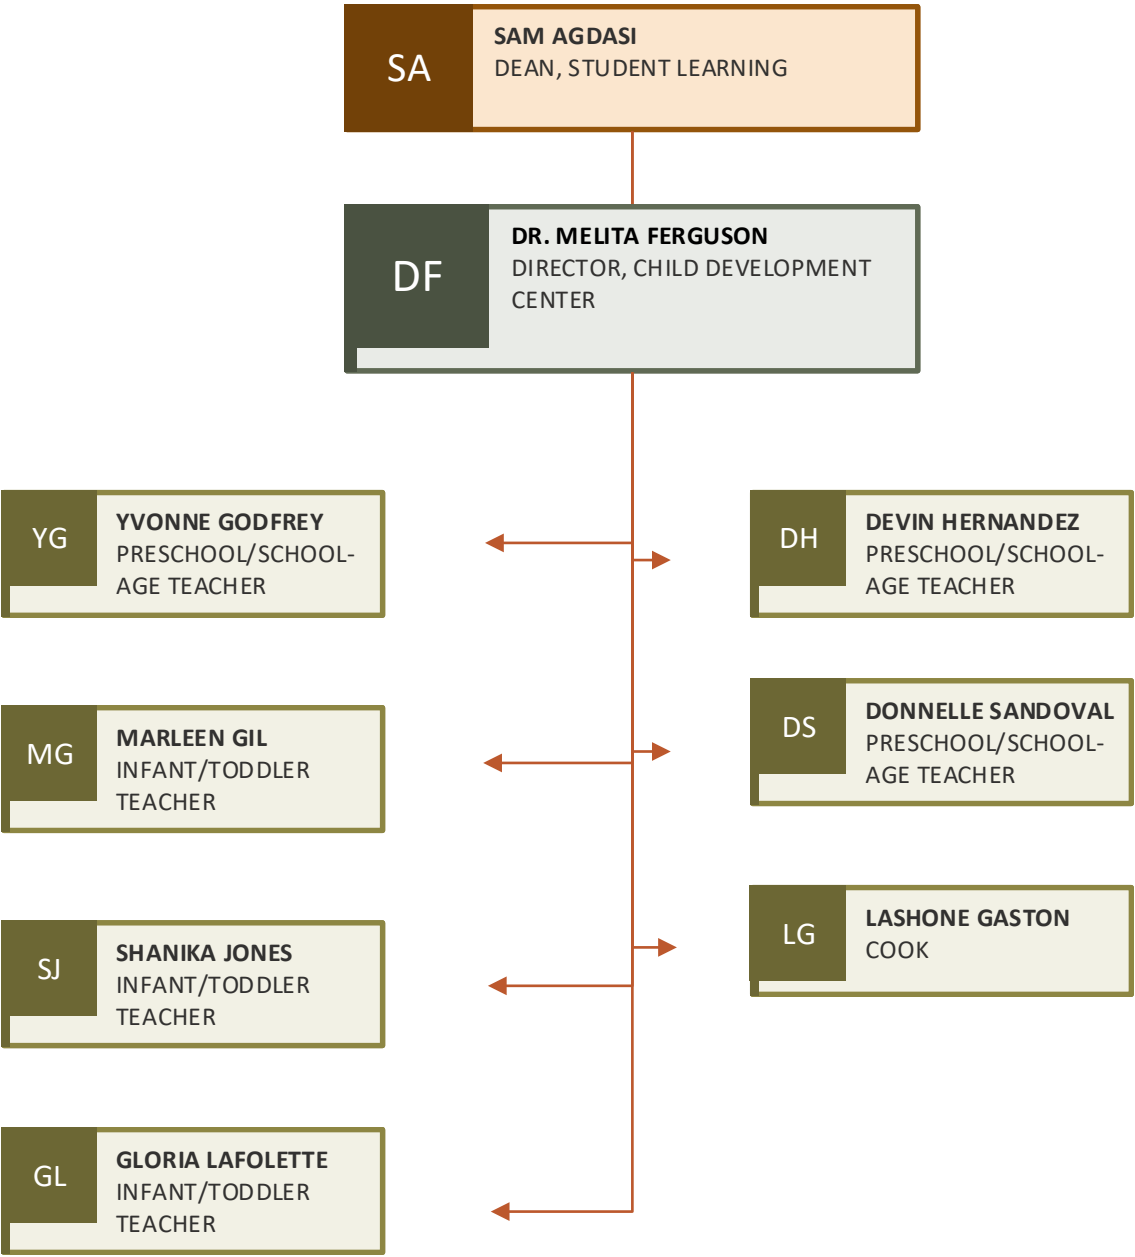 SA
SAM AGDASI
DEAN, STUDENT LEARNING
DF
DR. MELITA FERGUSON
DIRECTOR, CHILD DEVELOPMENT
CENTER
YG
YVONNE GODFREY
PRESCHOOL/SCHOOL-
AGE TEACHER
DH
DEVIN HERNANDEZ
PRESCHOOL/SCHOOL-
AGE TEACHER
MG
MARLEEN GIL
INFANT/TODDLER
TEACHER
DS
DONNELLE SANDOVAL
PRESCHOOL/SCHOOL-
AGE TEACHER
SJ
SHANIKA JONES
INFANT/TODDLER
TEACHER
LG
LASHONE GASTON
COOK
GL
GLORIA LAFOLETTE
INFANT/TODDLER
TEACHER